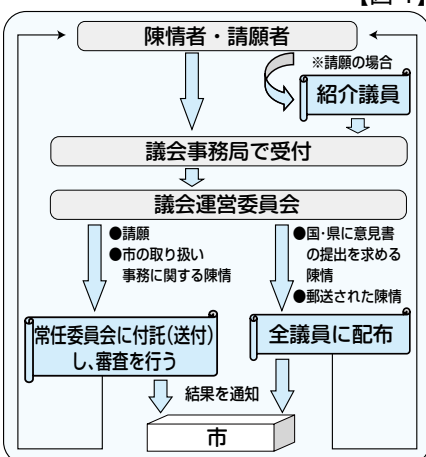 陳情者・請願者
※請願の場合
紹介議員
議会事務局で受付
議会運営委員会
●請願
●市の取り扱い
事務に関する陳情
●国・県に意見書
の提出を求める
陳情
●郵送された陳情
常任委員会に付託(送付)
し、審査を行う
全議員に配布
結果を通知
市